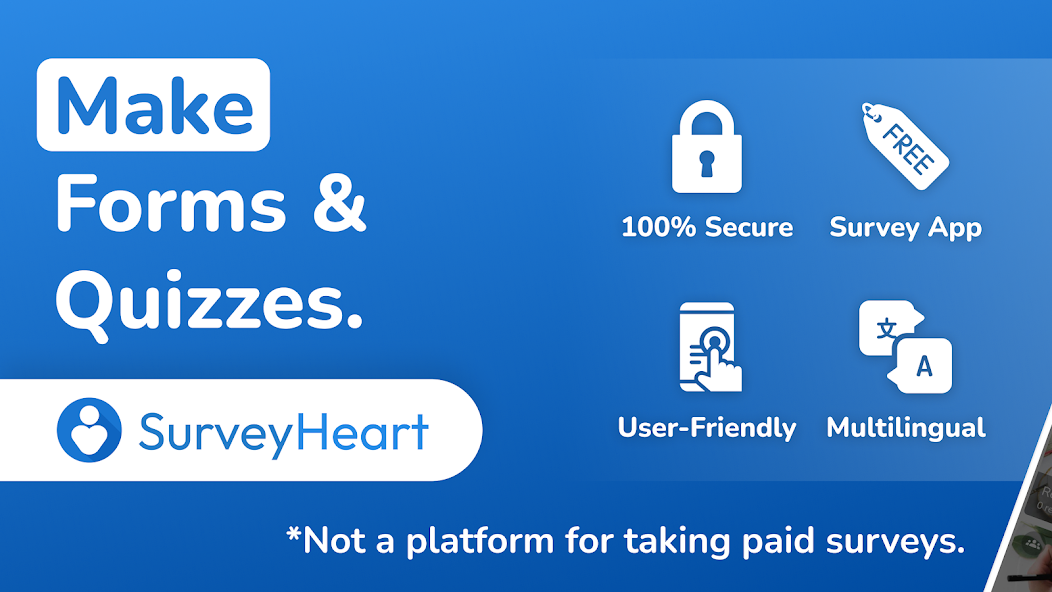 Make
Forms &
Quizzes.
SurveyHeart
FREE
100% Secure
Survey App
文
A
User-Friendly
Multilingual
*Not a platform for taking paid surveys.